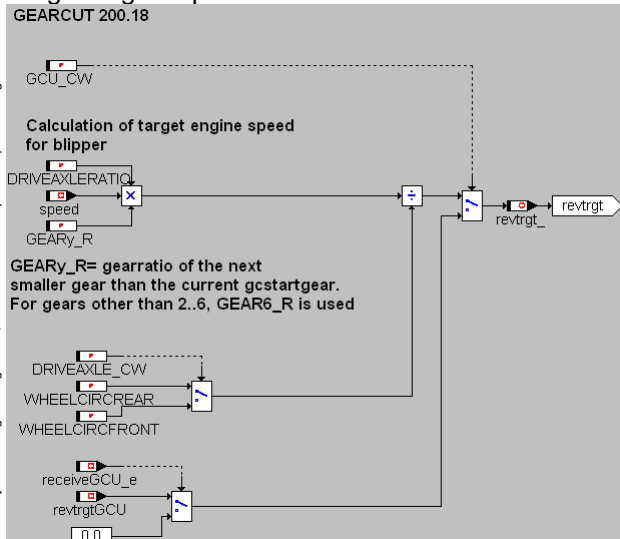 GEARCUT 200.18
GCU_CW
Calculation of target engine speed
for blipper
DRIVEAXLERATIO
speed
GEARy_R
revtrgt_
revtrgt
GEARy_R= gearratio of the next
smaller gear than the current gcstartgear.
For gears other than 2..6, GEAR6_R is used
DRIVEAXLE_CW
WHEELCIRCREAR
WHEELCIRCFRONT
receiveGCU_e
revtrgtGCU
0.0